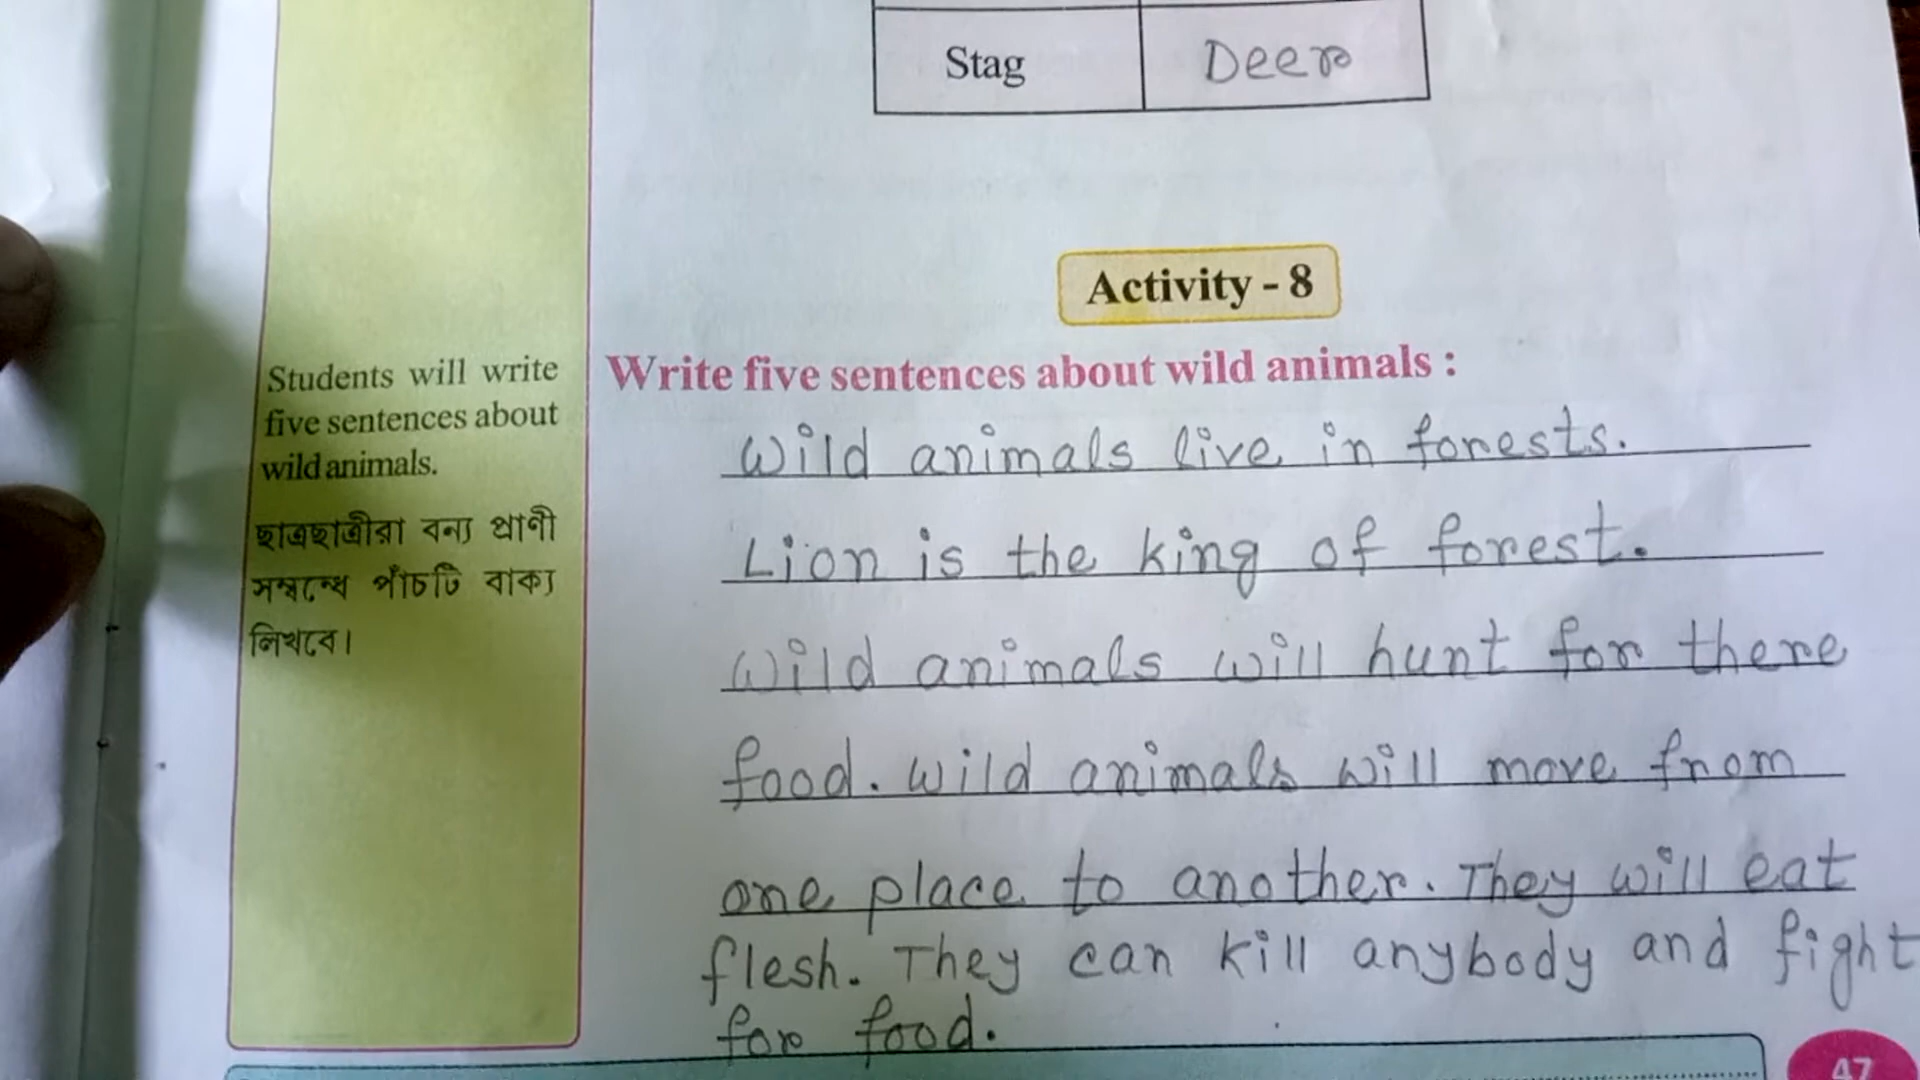 Stag Deer
Activity - 8
Students will write
five sentences about
wild animals.
ছাত্রছাত্রীরা বন্য প্রাণী
সম্বন্ধে পাঁচটি বাক্য
লিখবে।
Write five sentences about wild animals :
Wild animals live in forests.
Lion is the king of forest.
Wild animals will hunt for there
food. Wild animals will move from
one place to another. They will eat
flesh. They can kill anybody and fight
for food.
47